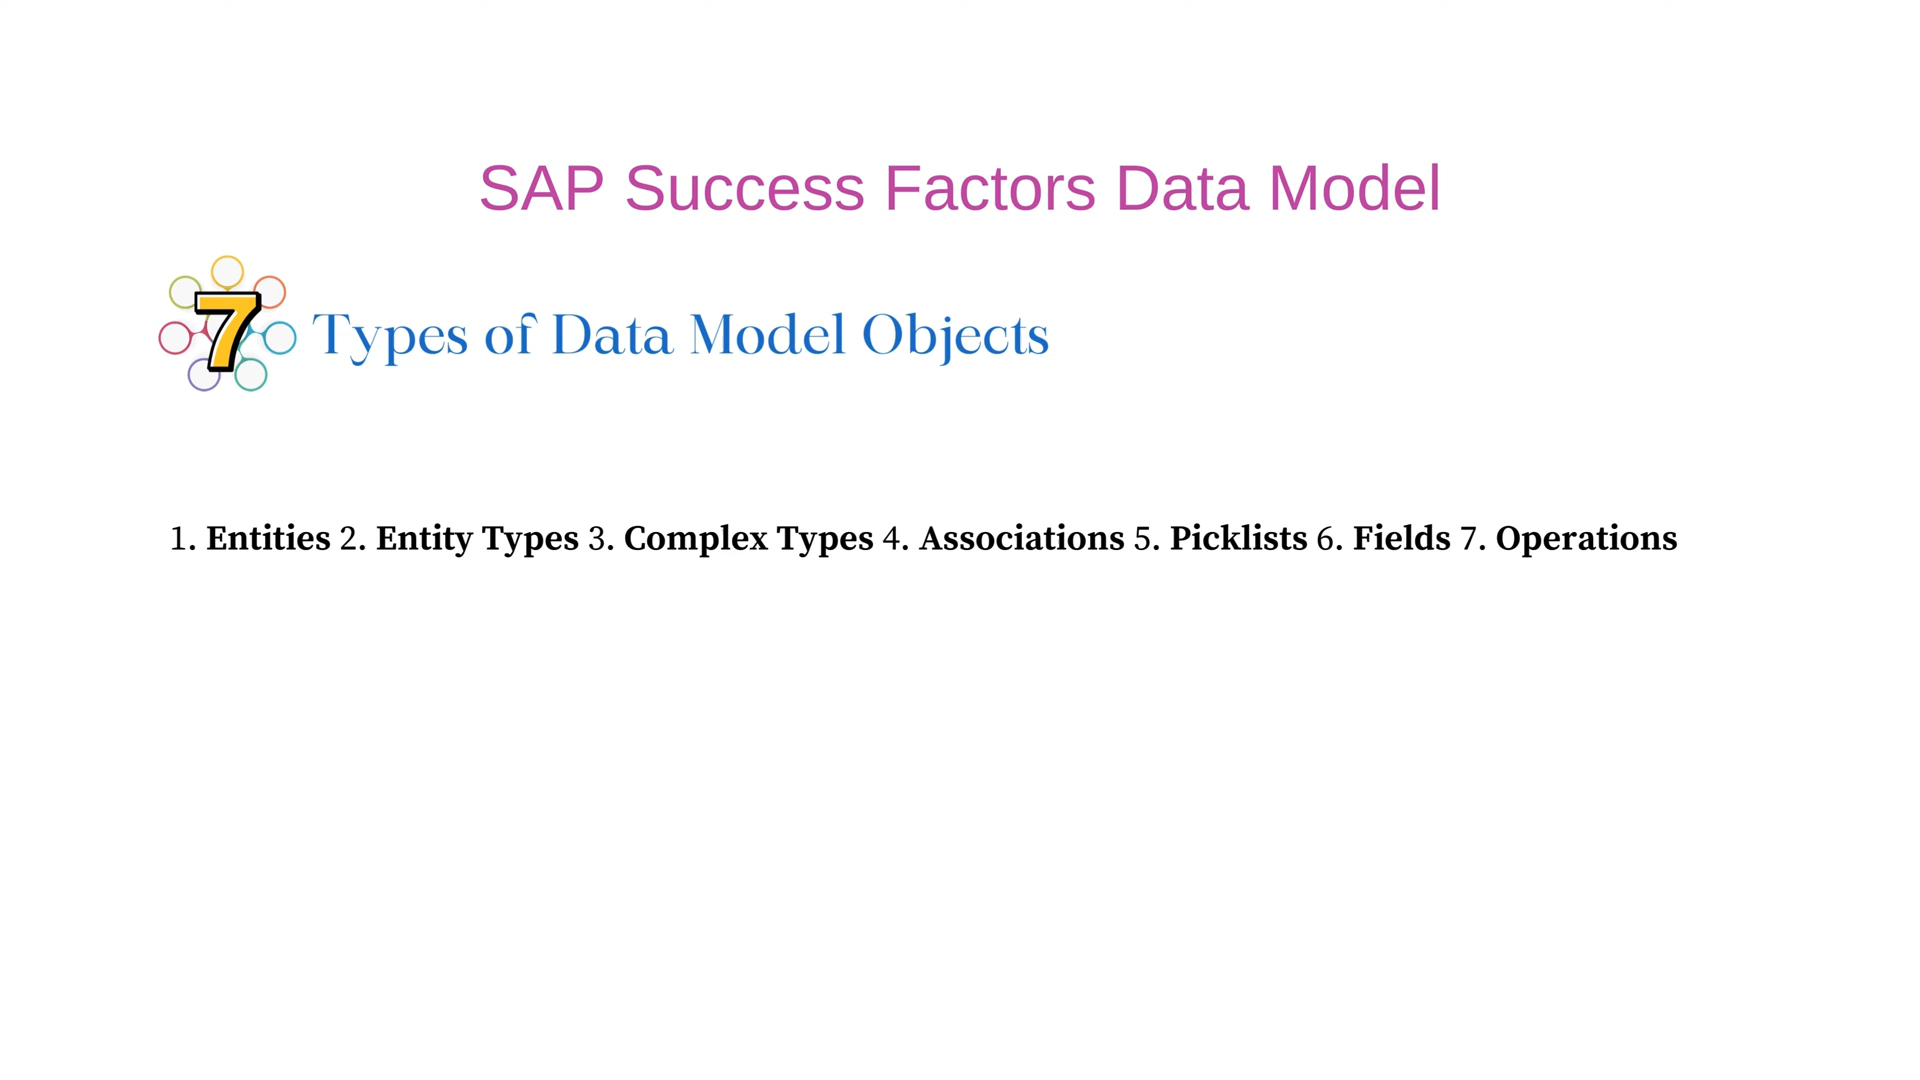 SAP Success Factors Data Model
7 Types of Data Model Objects
1. Entities 2. Entity Types 3. Complex Types 4. Associations 5. Picklists 6. Fields 7. Operations